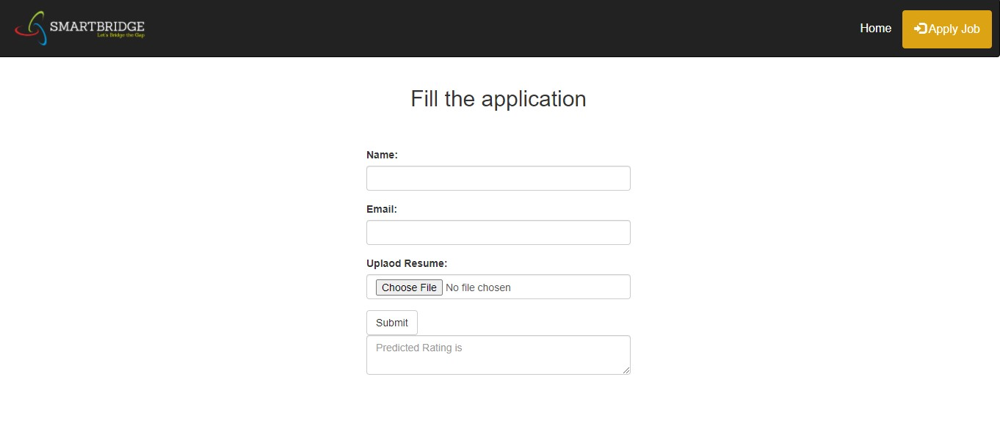 SMARTBRIDGE
Let's Bridge the Gap
Home
Apply Job
Fill the application
Name:
Email:
Uplaod Resume:
Choose File No file chosen
Submit
Predicted Rating is